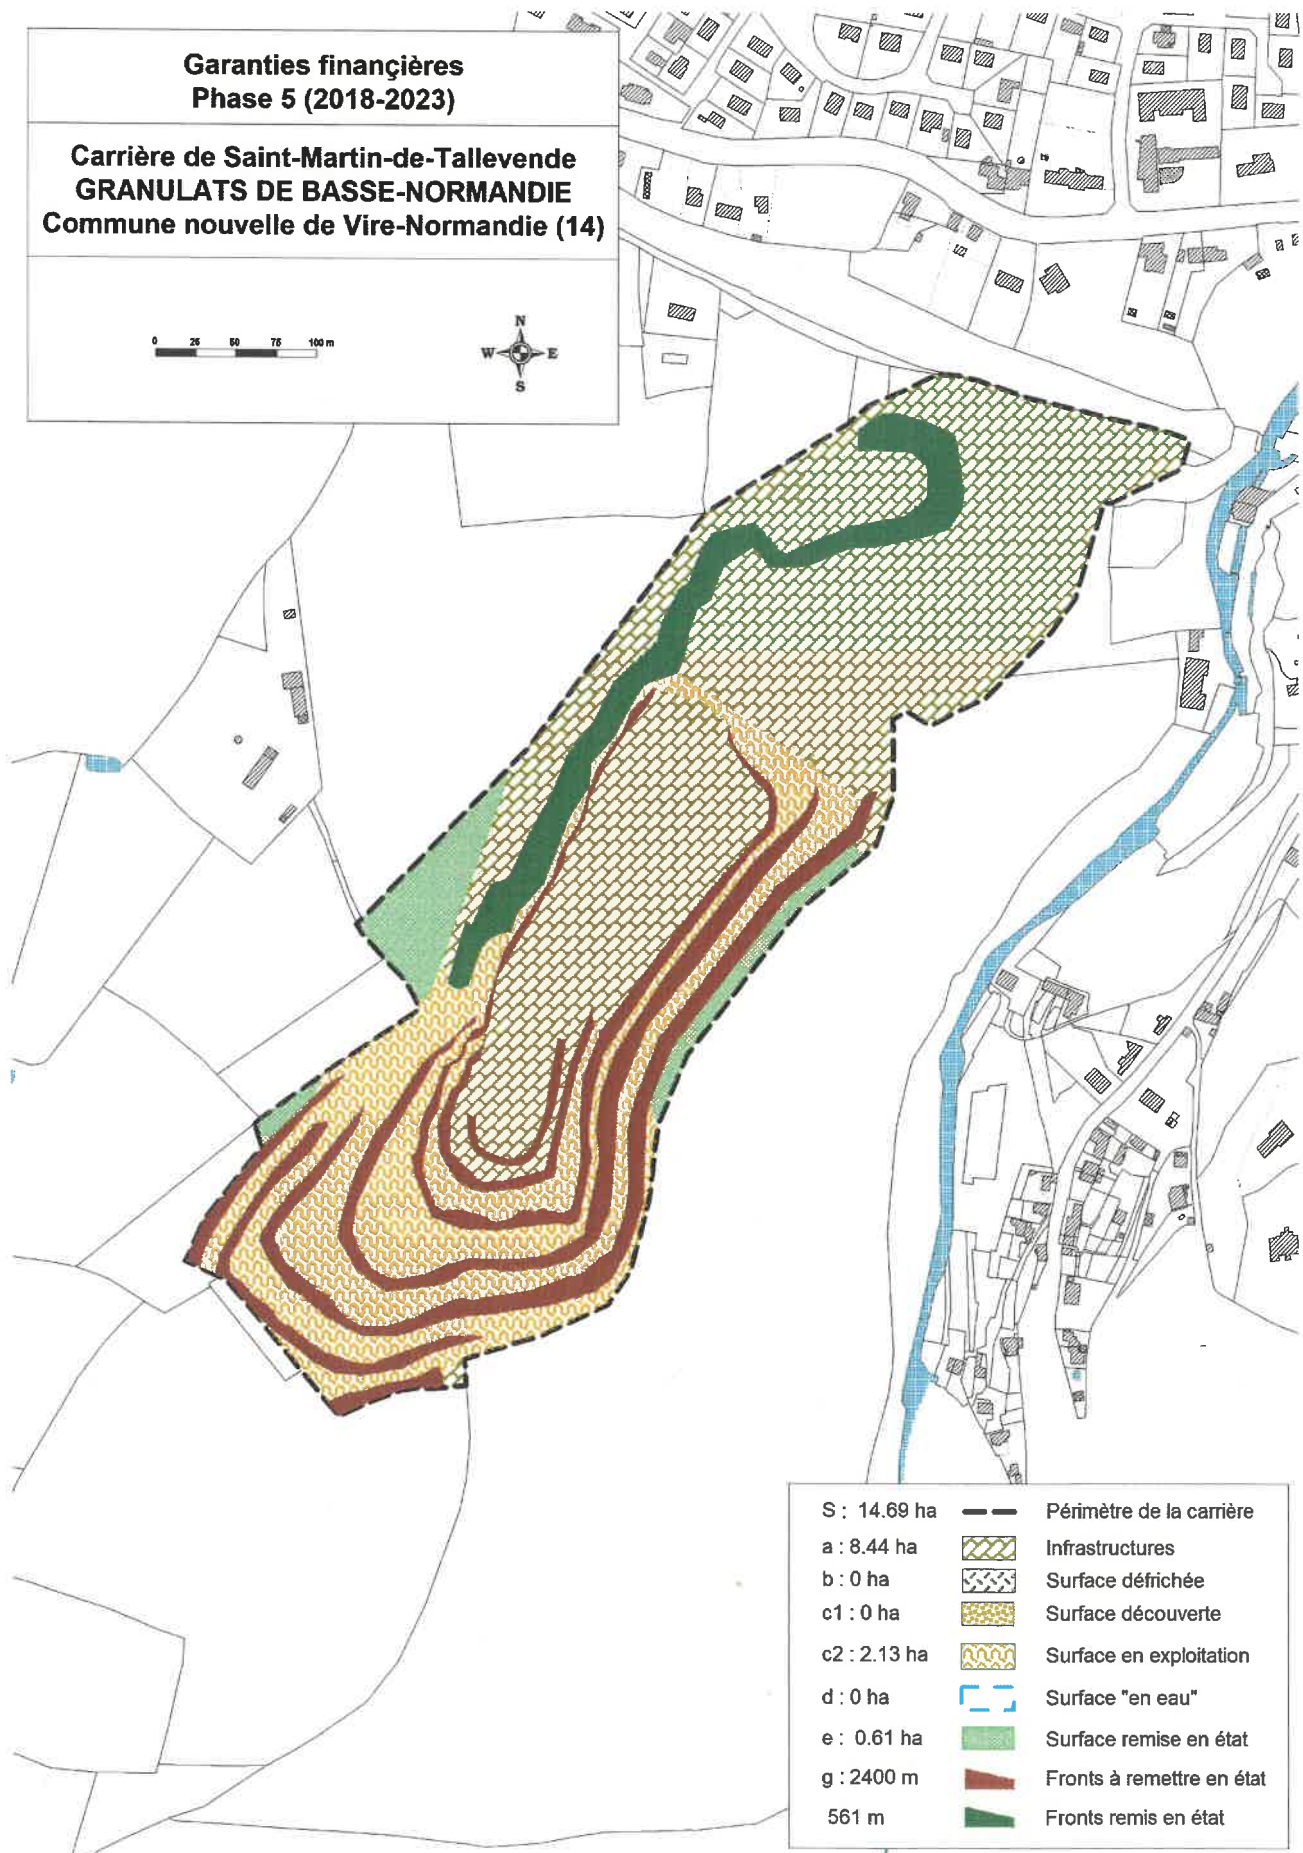 Garanties finançières
Phase 5 (2018-2023)
Carrière de Saint-Martin-de-Tallevende
GRANULATS DE BASSE-NORMANDIE
Commune nouvelle de Vire-Normandie (14)
0 25 50 75 100 m
N
W E
S
S : 14.69 ha Périmètre de la carrière
a : 8.44 ha Infrastructures
b : 0 ha Surface défrichée
c1 : 0 ha Surface découverte
c2 : 2.13 ha Surface en exploitation
d : 0 ha Surface "en eau"
e : 0.61 ha Surface remise en état
g : 2400 m Fronts à remettre en état
561 m Fronts remis en état